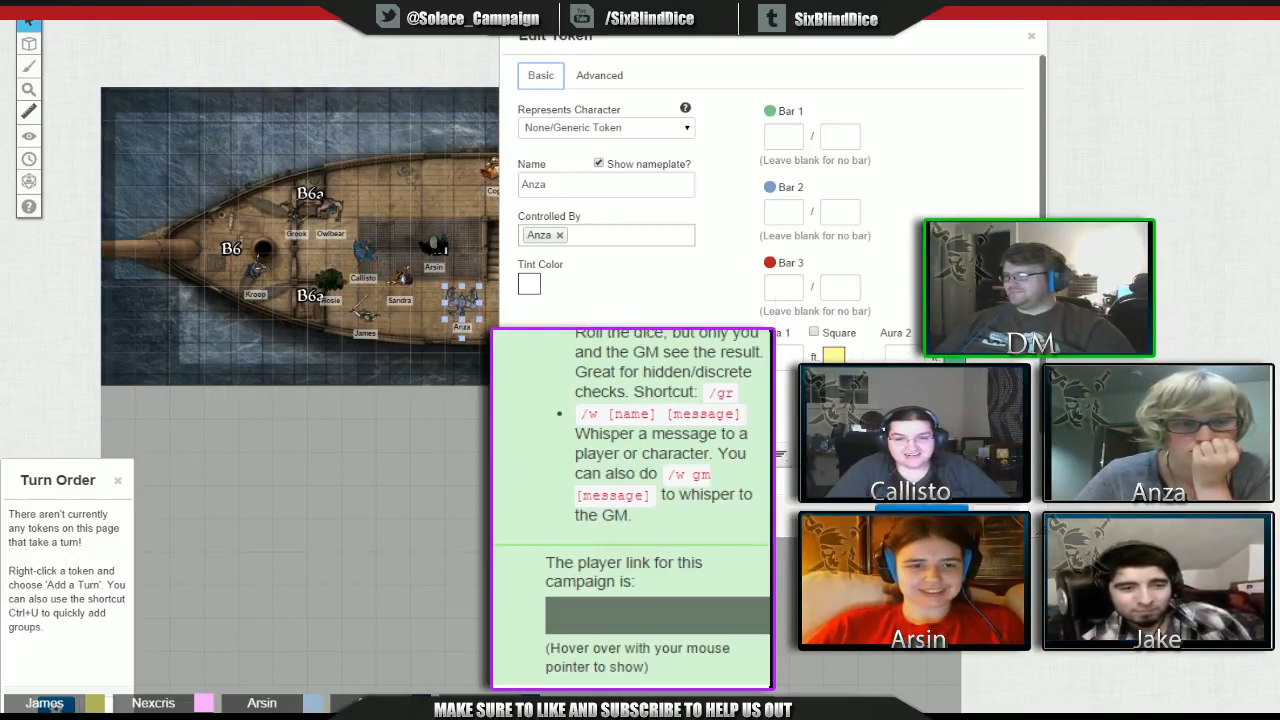 @Solace_Campaign
/SixBlindDice
SixBlindDice
Edit Token
Basic
Advanced
Represents Character
None/Generic Token
Name
Show nameplate?
Anza
Controlled By
Anza
Tint Color
Bar 1
/
(Leave blank for no bar)
Bar 2
/
(Leave blank for no bar)
Bar 3
/
(Leave blank for no bar)
Square
Aura 2
ft.
B6a
B6
B6a
Grook
Owlbear
Arsin
Callisto
Kroop
Rosie
Sandra
James
Anza
Roll the dice, but only you
and the GM see the result.
Great for hidden/discrete
checks. Shortcut: /gr
• /w [name] [message]
Whisper a message to a
player or character. You
can also do /w gm
[message] to whisper to
the GM.
The player link for this
campaign is:
(Hover over with your mouse
pointer to show)
DM
Callisto
Anza
Arsin
Jake
Turn Order
There aren't currently
any tokens on this page
that take a turn!
Right-click a token and
choose 'Add a Turn'. You
can also use the shortcut
Ctrl+U to quickly add
groups.
James
Nexcris
Arsin
MAKE SURE TO LIKE AND SUBSCRIBE TO HELP US OUT